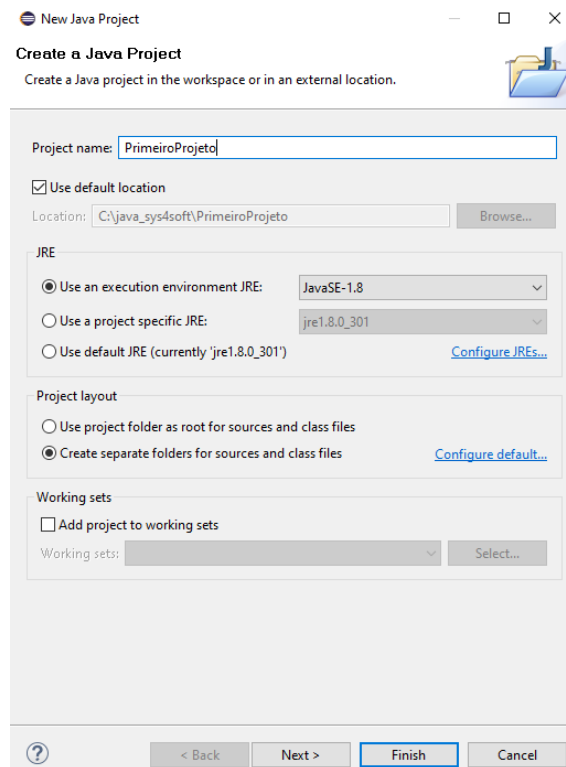 New Java Project
Create a Java Project
Create a Java project in the workspace or in an external location.
Project name: PrimeiroProjeto
Use default location
Location: C:\java_sys4soft\PrimeiroProjeto Browse...
JRE
Use an execution environment JRE: JavaSE-1.8
Use a project specific JRE: jre1.8.0_301
Use default JRE (currently 'jre1.8.0_301') Configure JREs...
Project layout
Use project folder as root for sources and class files
Create separate folders for sources and class files Configure default...
Working sets
Add project to working sets
Working sets: Select...
? < Back Next > Finish Cancel